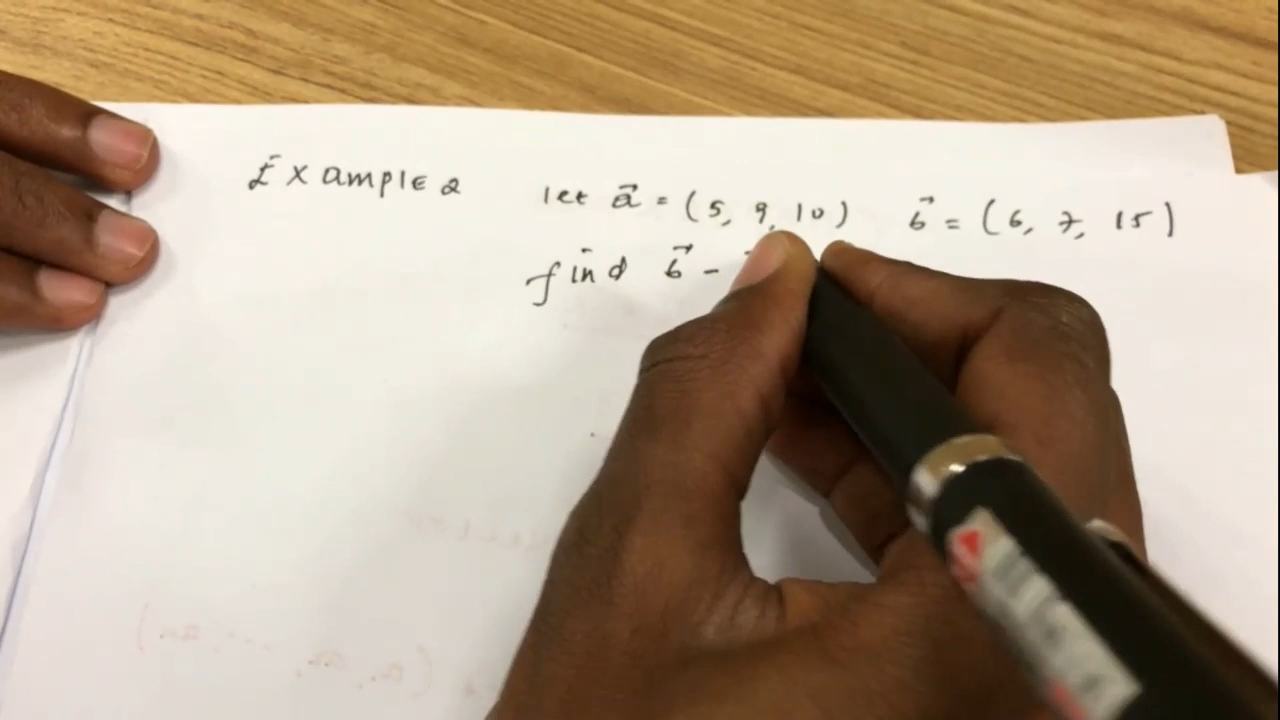 Example 2 let a⃗ = (5, 9, 10) b⃗ = (6, 7, 15)
find b⃗ -